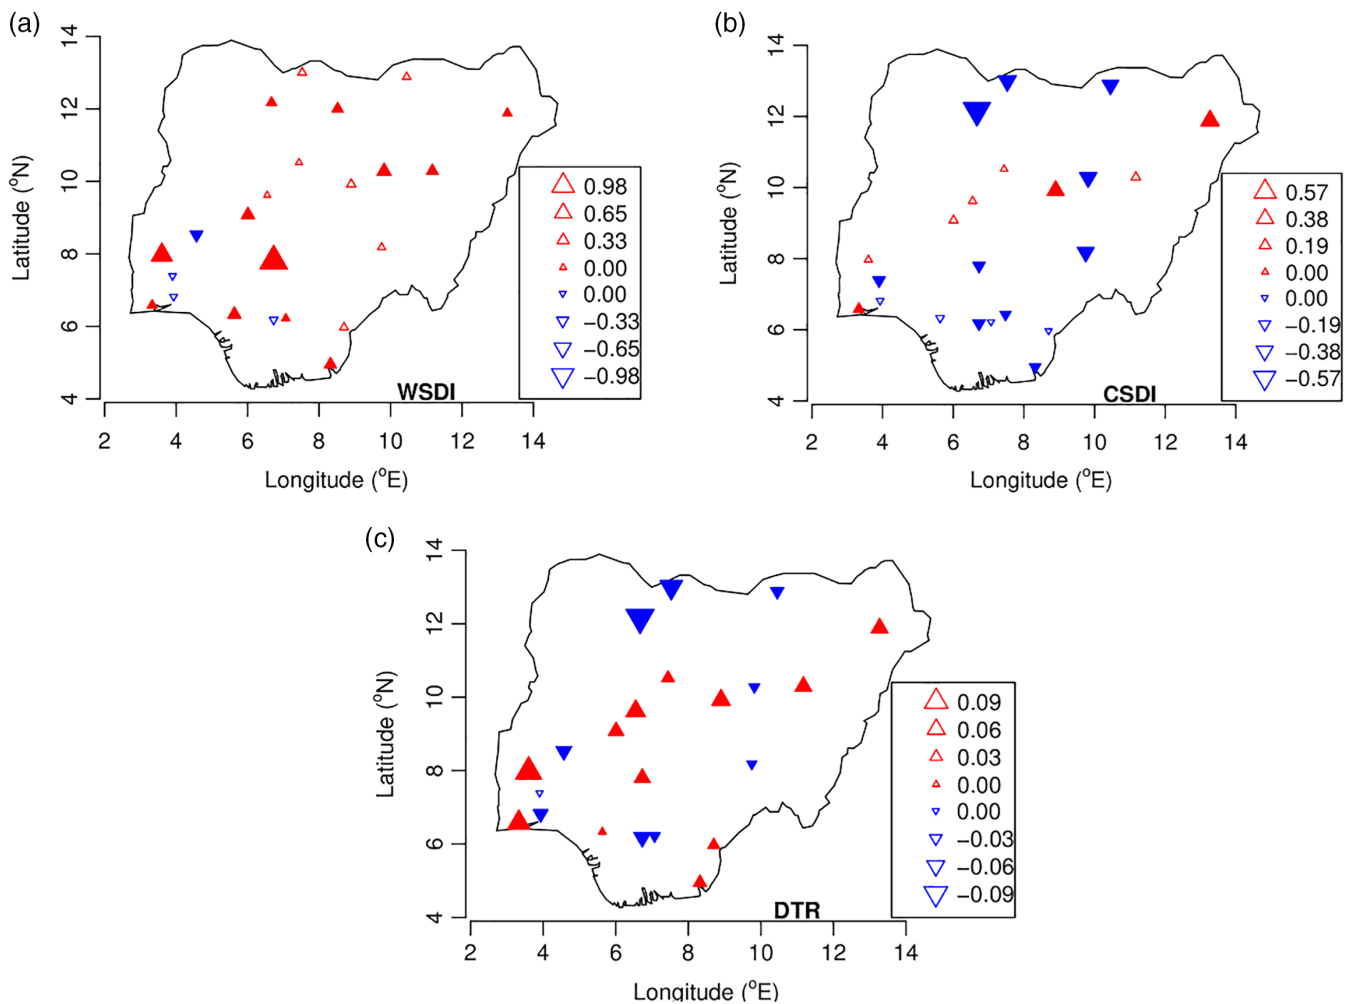 (a)
14
12
10
8
6
4
Latitude (°N)
0.98
0.65
0.33
0.00
0.00
−0.33
−0.65
−0.98
WSDI
2 4 6 8 10 12 14
Longitude (°E)
(b)
14
12
10
8
6
4
Latitude (°N)
0.57
0.38
0.19
0.00
0.00
−0.19
−0.38
−0.57
CSDI
2 4 6 8 10 12 14
Longitude (°E)
(c)
14
12
10
8
6
4
Latitude (°N)
0.09
0.06
0.03
0.00
0.00
−0.03
−0.06
−0.09
DTR
2 4 6 8 10 12 14
Longitude (°E)